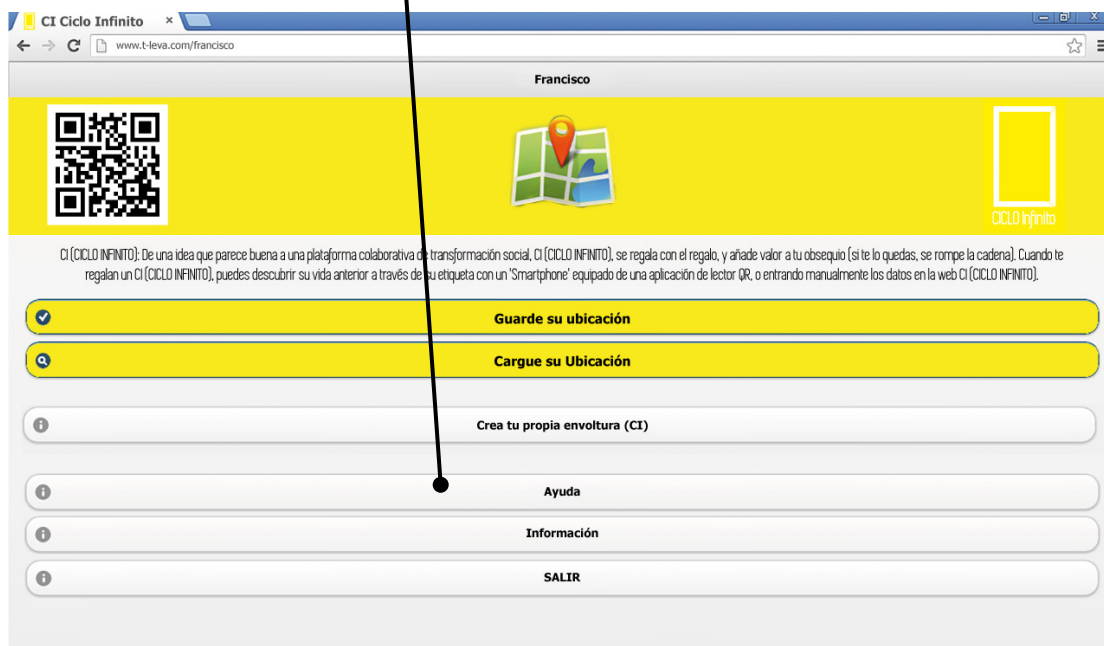 CI Ciclo Infinito
www.t-leva.com/francisco
Francisco
CICLO Infinito
CI (CICLO INFINITO): De una idea que parece buena a una plataforma colaborativa de transformación social, CI (CICLO INFINITO), se regala con el regalo, y añade valor a tu obsequio (si te lo quedas, se rompe la cadena). Cuando te
regalan un CI (CICLO INFINITO), puedes descubrir su vida anterior a través de su etiqueta con un 'Smartphone' equipado de una aplicación de lector QR, o entrando manualmente los datos en la web CI (CICLO INFINITO).
Guarde su ubicación
Cargue su Ubicación
Crea tu propia envoltura (CI)
Ayuda
Información
SALIR